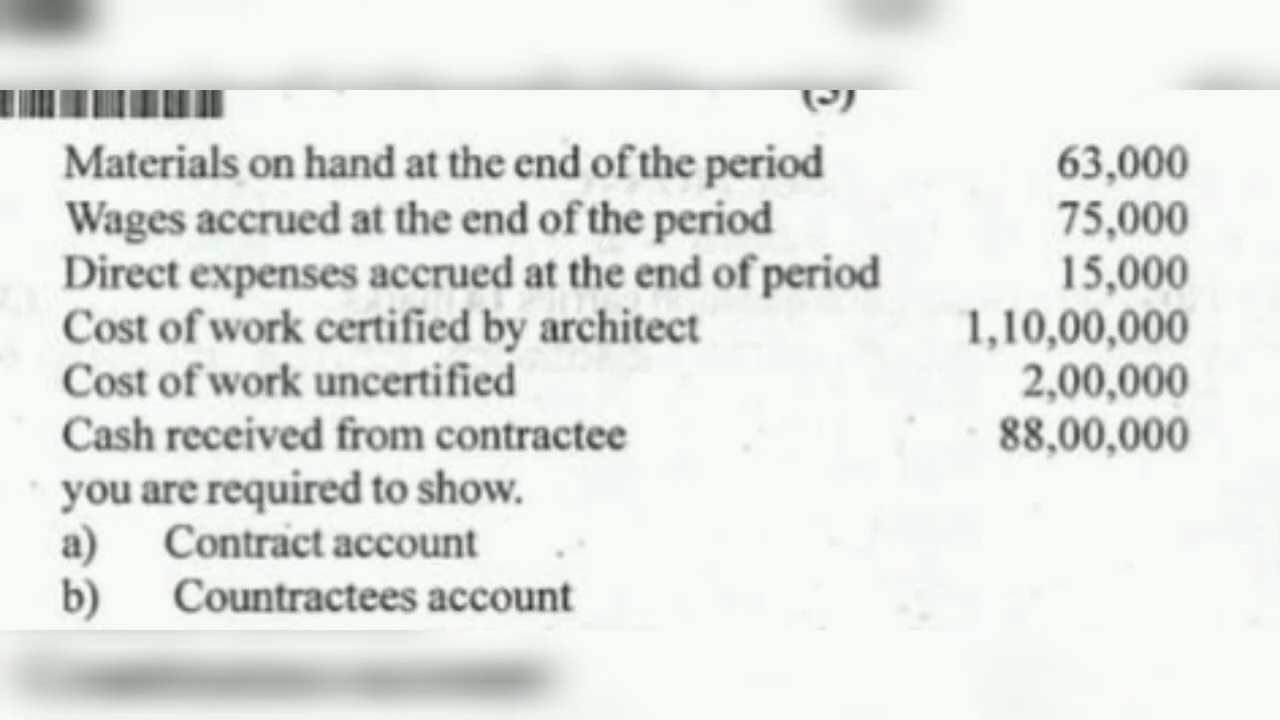 (3)
Materials on hand at the end of the period 63,000
Wages accrued at the end of the period 75,000
Direct expenses accrued at the end of period 15,000
Cost of work certified by architect 1,10,00,000
Cost of work uncertified 2,00,000
Cash received from contractee 88,00,000
you are required to show.
a) Contract account
b) Countractees account